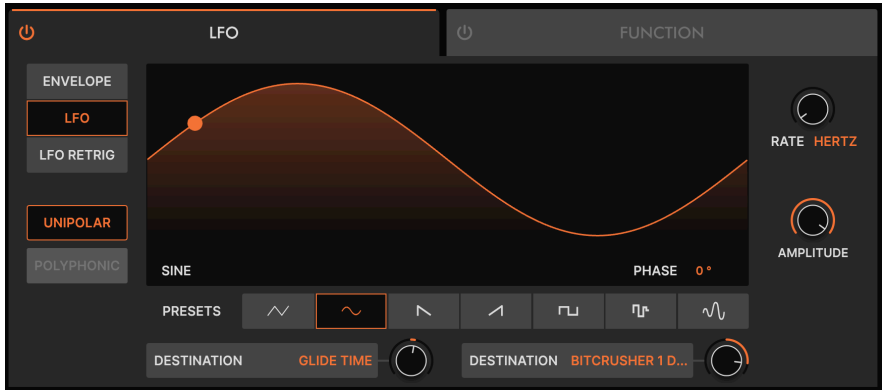 LFO
FUNCTION
ENVELOPE
LFO
LFO RETRIG
UNIPOLAR
POLYPHONIC
SINE
PHASE 0°
RATE HERTZ
AMPLITUDE
PRESETS
DESTINATION GLIDE TIME
DESTINATION BITCRUSHER 1 D...